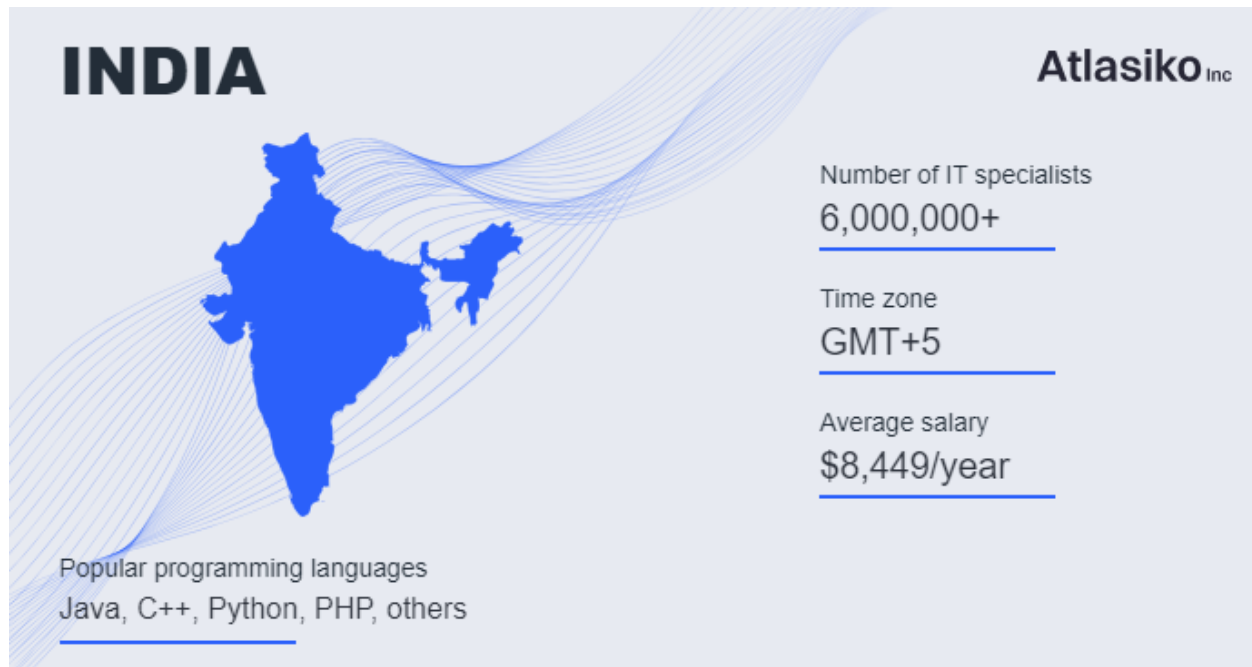 INDIA
Atlasiko Inc
Number of IT specialists
6,000,000+
Time zone
GMT+5
Average salary
$8,449/year
Popular programming languages
Java, C++, Python, PHP, others